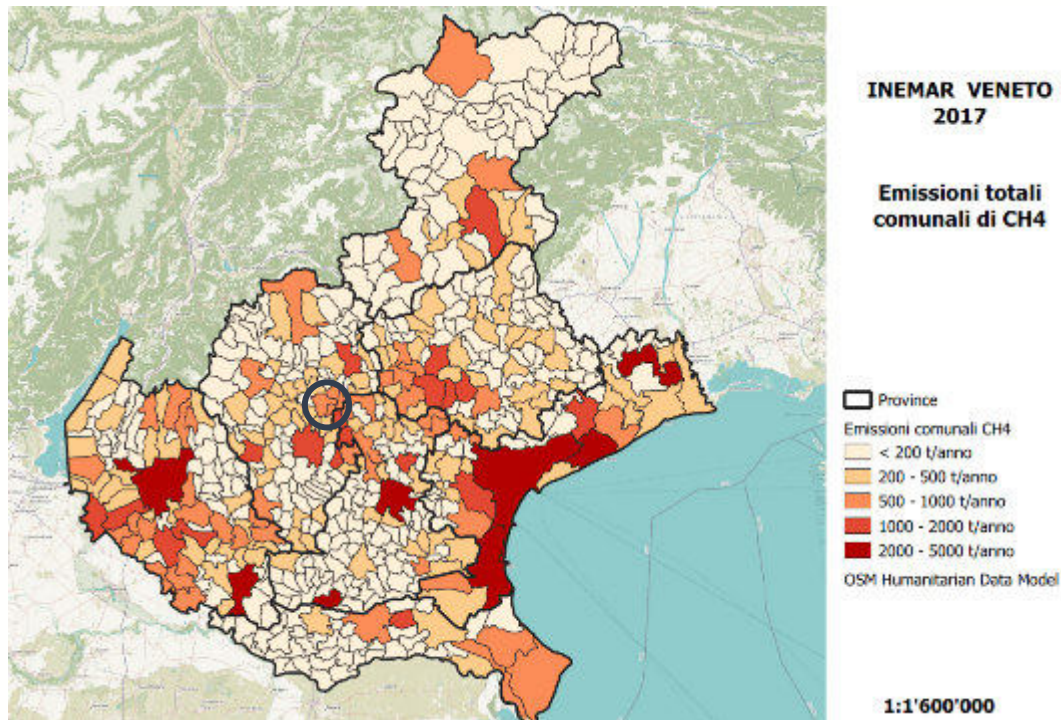 INEMAR VENETO
2017
Emissioni totali
comunali di CH4
Province
Emissioni comunali CH4
< 200 t/anno
200 - 500 t/anno
500 - 1000 t/anno
1000 - 2000 t/anno
2000 - 5000 t/anno
OSM Humanitarian Data Model
1:1'600'000